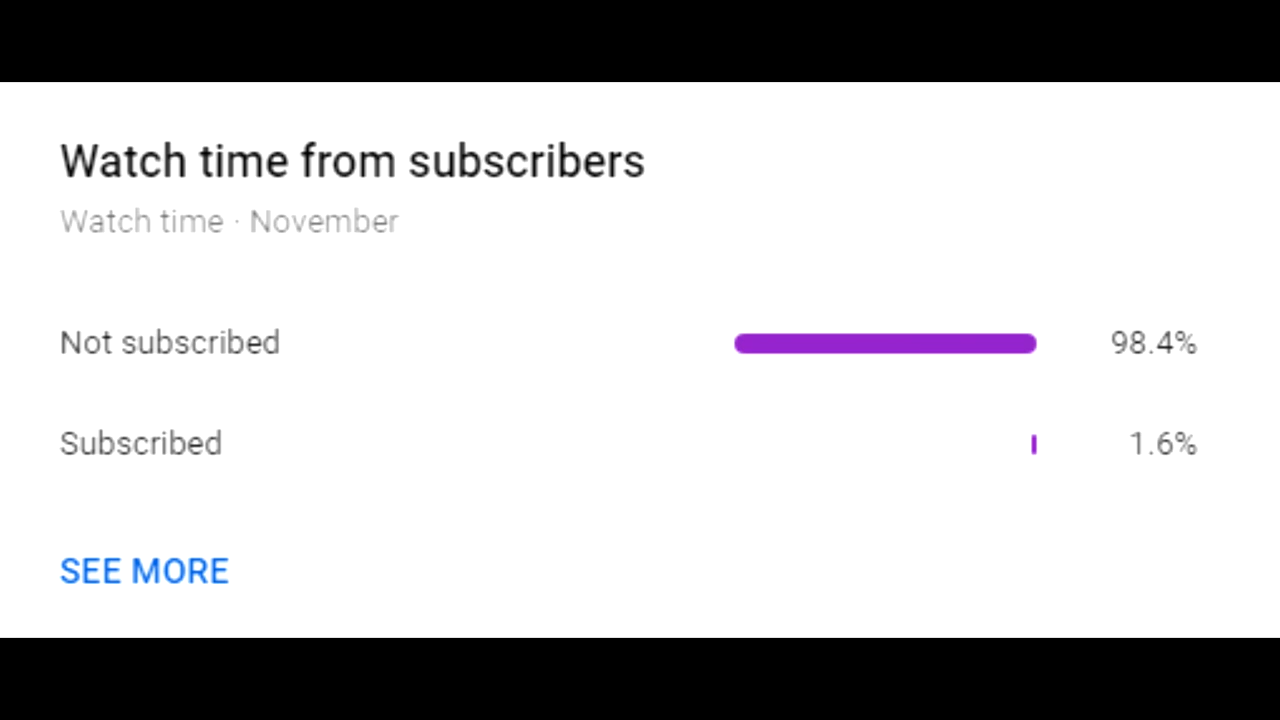 Watch time from subscribers
Watch time · November
Not subscribed 98.4%
Subscribed 1.6%
SEE MORE